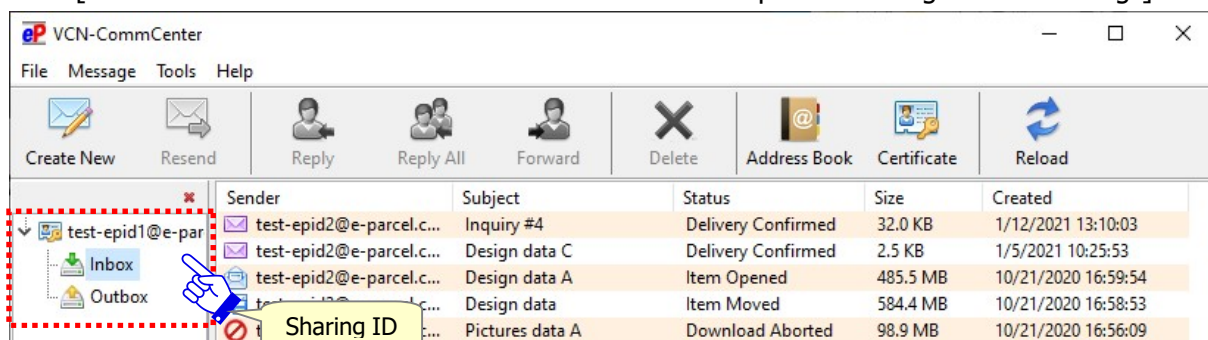 eP VCN-CommCenter
File Message Tools Help
Create New Resend Reply Reply All Forward Delete Address Book Certificate Reload
Sender Subject Status Size Created
test-epid1@e-par
Inbox
Outbox
test-epid2@e-parcel.c... Inquiry #4 Delivery Confirmed 32.0 KB 1/12/2021 13:10:03
test-epid2@e-parcel.c... Design data C Delivery Confirmed 2.5 KB 1/5/2021 10:25:53
test-epid2@e-parcel.c... Design data A Item Opened 485.5 MB 10/21/2020 16:59:54
Design data Item Moved 584.4 MB 10/21/2020 16:58:53
Pictures data A Download Aborted 98.9 MB 10/21/2020 16:56:09
Sharing ID